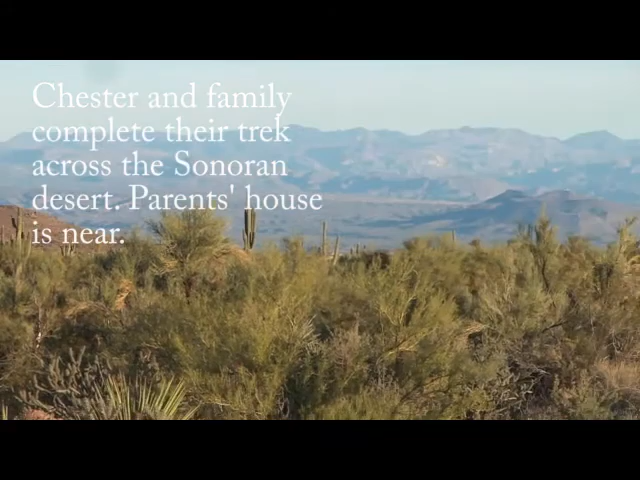 Chester and family
complete their trek
across the Sonoran
desert. Parents' house
is near.